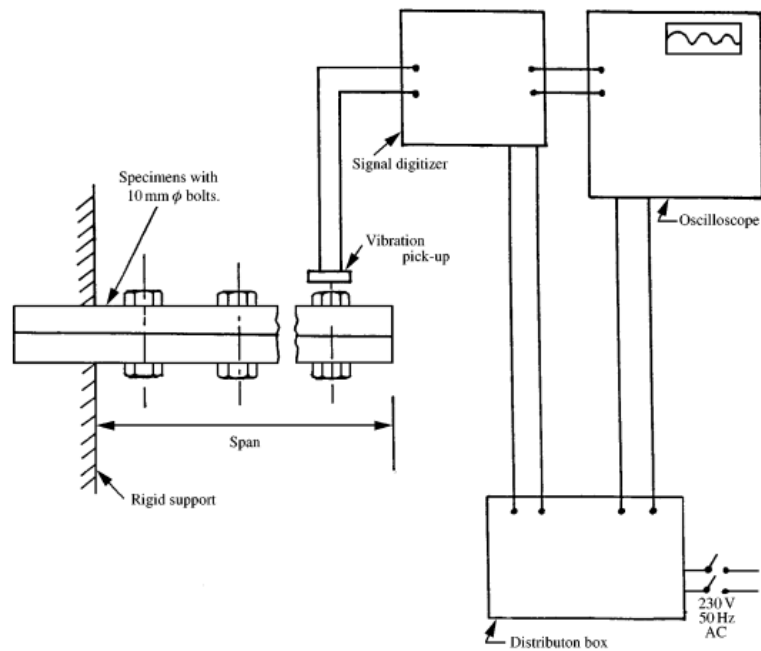 Signal digitizer
Specimens with
10 mm ϕ bolts.
Oscilloscope
Vibration
pick-up
Span
Rigid support
230 V
50 Hz
AC
Distributon box